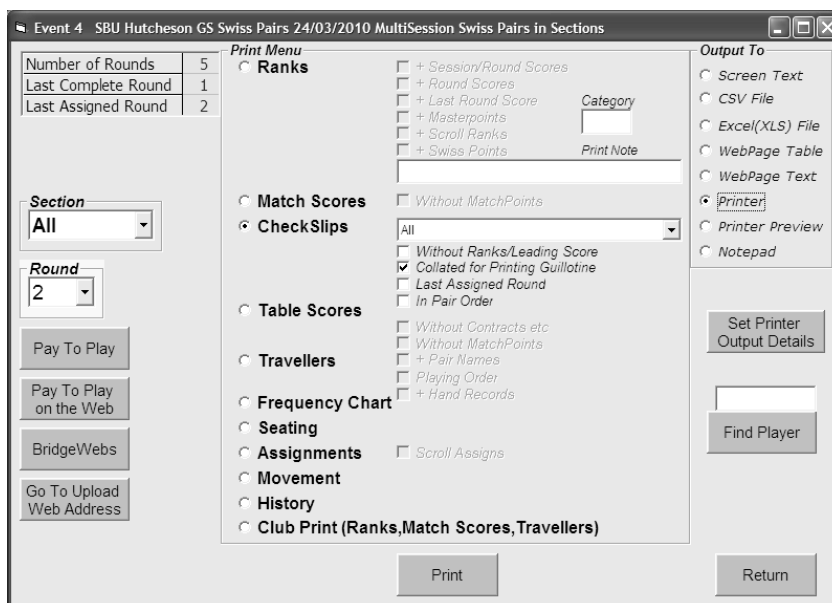 Event 4   SBU Hutcheson GS Swiss Pairs 24/03/2010 MultiSession Swiss Pairs in Sections
Number of Rounds 5
Last Complete Round 1
Last Assigned Round 2
Section
All
Round
2
Pay To Play
Pay To Play
on the Web
BridgeWebs
Go To Upload
Web Address
Print Menu
Ranks
+ Session/Round Scores
+ Round Scores
+ Last Round Score
+ Masterpoints
+ Scroll Ranks
+ Swiss Points
Category
Print Note
Match Scores
Without MatchPoints
CheckSlips
All
Without Ranks/Leading Score
Collated for Printing Guillotine
Last Assigned Round
In Pair Order
Table Scores
Without Contracts etc
Without MatchPoints
Travellers
+ Pair Names
Playing Order
+ Hand Records
Frequency Chart
Seating
Assignments
Scroll Assigns
Movement
History
Club Print (Ranks,Match Scores,Travellers)
Print
Output To
Screen Text
CSV File
Excel(XLS) File
WebPage Table
WebPage Text
Printer
Printer Preview
Notepad
Set Printer
Output Details
Find Player
Return